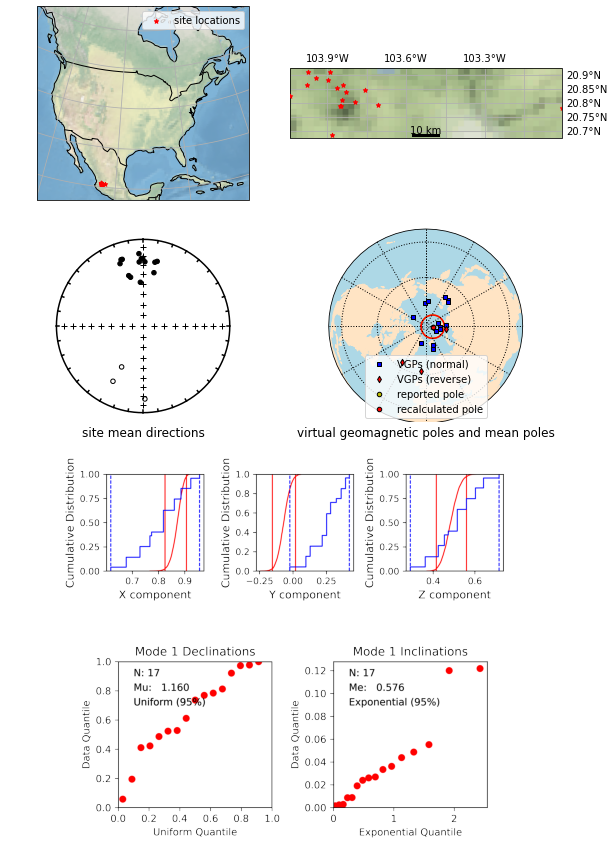 site locations
103.9°W 103.6°W 103.3°W
20.9°N
20.85°N
20.8°N
20.75°N
20.7°N
10 km
VGPs (normal)
VGPs (reverse)
reported pole
recalculated pole
site mean directions
virtual geomagnetic poles and mean poles
Cumulative Distribution
1.00
0.75
0.50
0.25
0.00
0.7 0.8 0.9
X component
Cumulative Distribution
1.00
0.75
0.50
0.25
0.00
−0.25 0.00 0.25
Y component
Cumulative Distribution
1.00
0.75
0.50
0.25
0.00
0.4 0.6
Z component
Mode 1 Declinations
N: 17
Mu: 1.160
Uniform (95%)
Data Quantile
1.0
0.8
0.6
0.4
0.2
0.0
0.0 0.2 0.4 0.6 0.8 1.0
Uniform Quantile
Mode 1 Inclinations
N: 17
Me: 0.576
Exponential (95%)
Data Quantile
0.12
0.10
0.08
0.06
0.04
0.02
0.00
0 1 2
Exponential Quantile